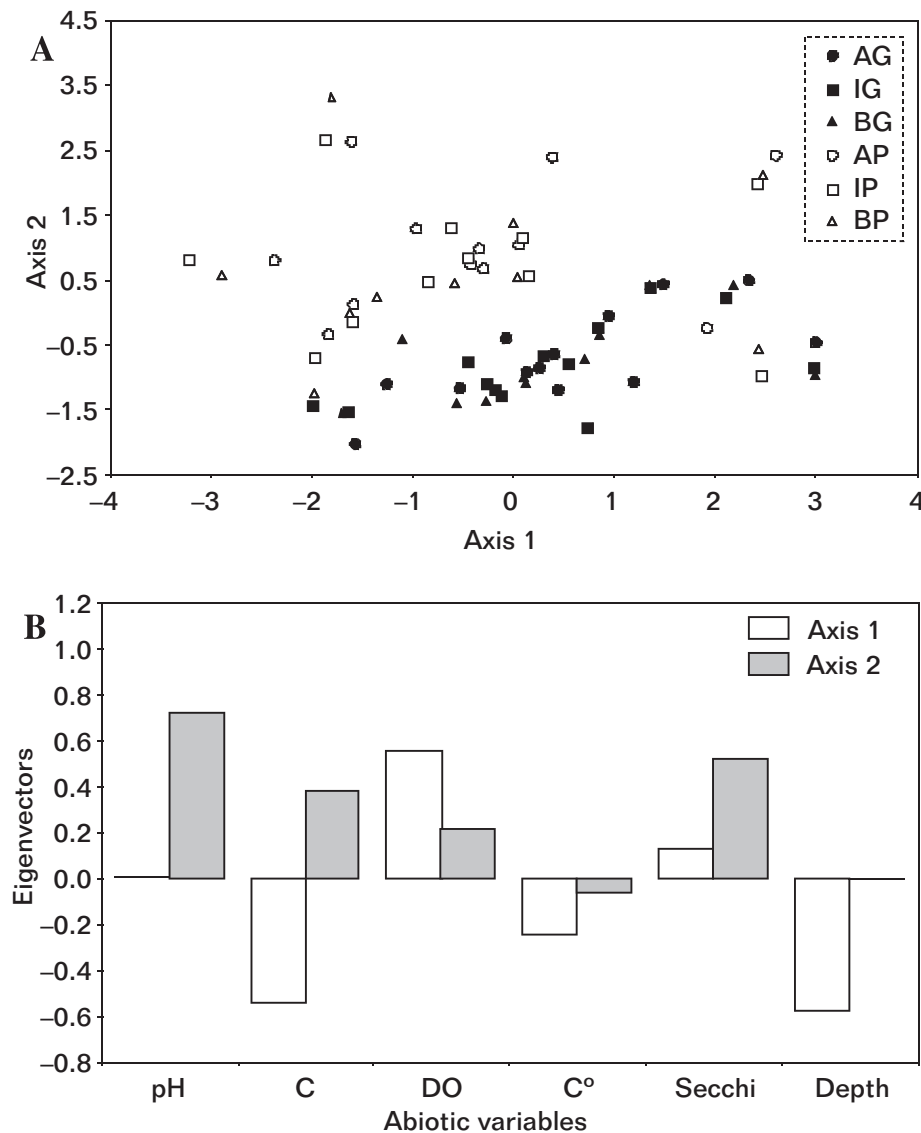 A
4.5
3.5
2.5
1.5
0.5
−0.5
−1.5
−2.5
Axis 2
−4 −3 −2 −1 0 1 2 3 4
Axis 1
AG
IG
BG
AP
IP
BP
B
1.2
1.0
0.8
0.6
0.4
0.2
0.0
−0.2
−0.4
−0.6
−0.8
Eigenvectors
Axis 1
Axis 2
pH C DO Cº Secchi Depth
Abiotic variables